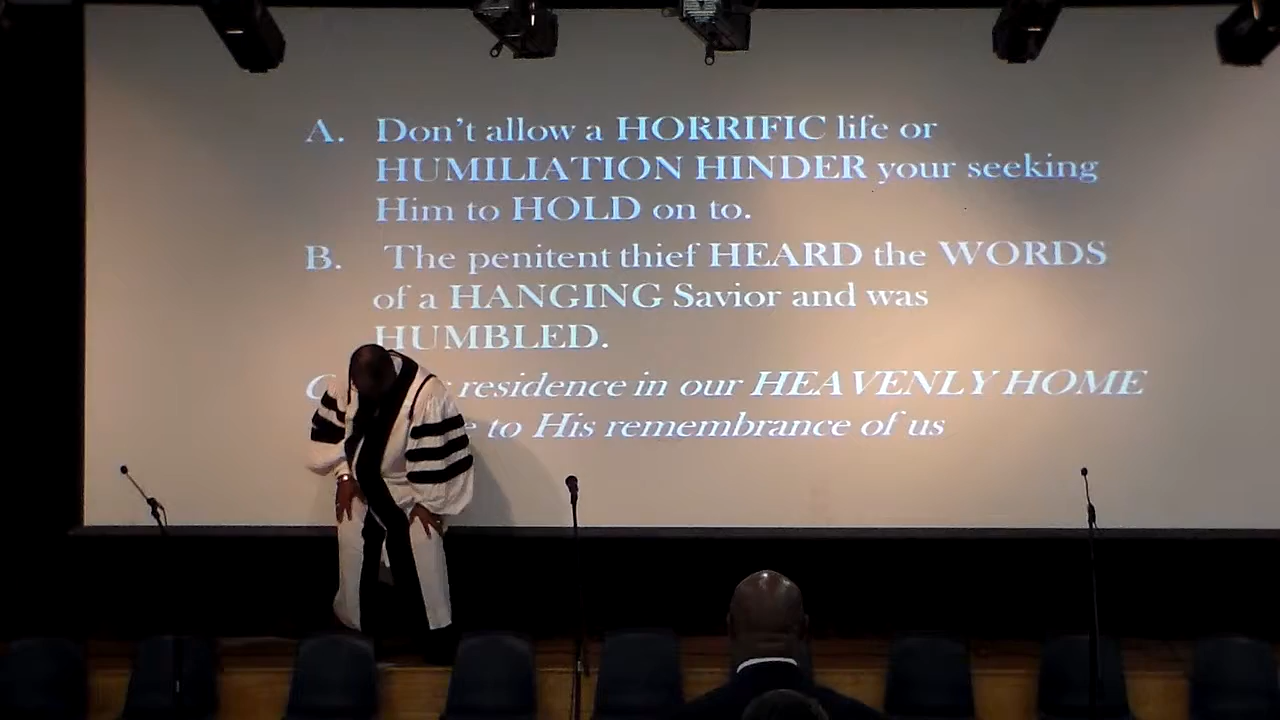 A. Don't allow a HORRIFIC life or
HUMILIATION HINDER your seeking
Him to HOLD on to.
B. The penitent thief HEARD the WORDS
of a HANGING Savior and was
HUMBLED.
residence in our HEAVENLY HOME
to His remembrance of us